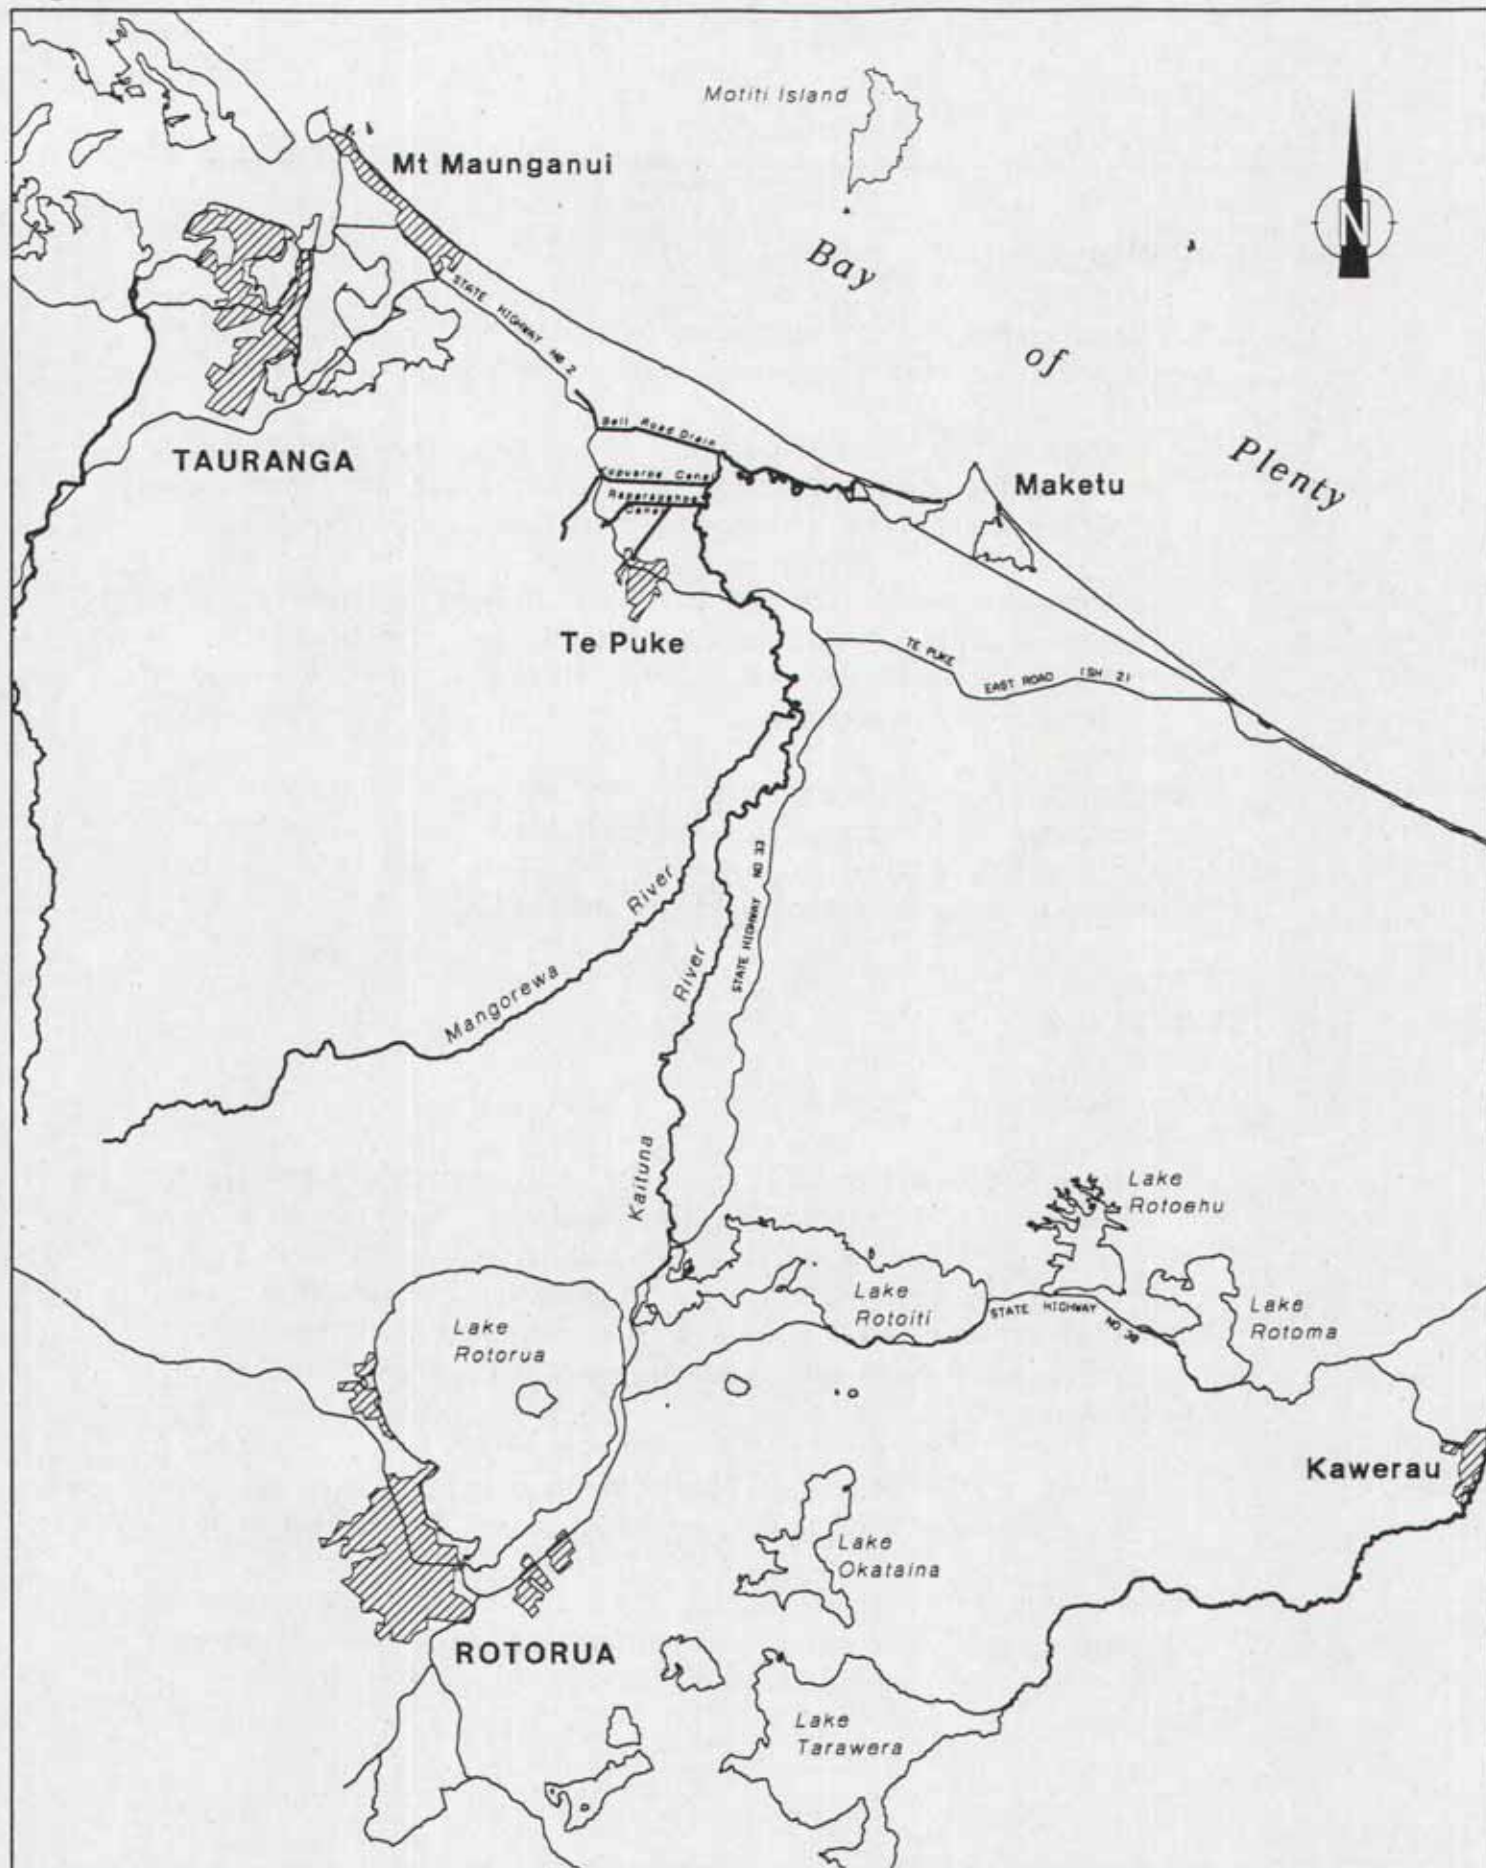 Motiti Island
Mt Maunganui
N
Bay
of
Plenty
STATE HIGHWAY NO 2
TAURANGA
Bell Road Drain
Maketu
Canal
Canal
Te Puke
TE PUKE
EAST ROAD (SH 2)
STATE HIGHWAY NO 33
Mangorewa River
Kaituna River
Lake
Rotoehu
Lake
Rotoiti
STATE HIGHWAY
Lake
Rotoma
Lake
Rotorua
Kawerau
Lake
Okataina
ROTORUA
Lake
Tarawera